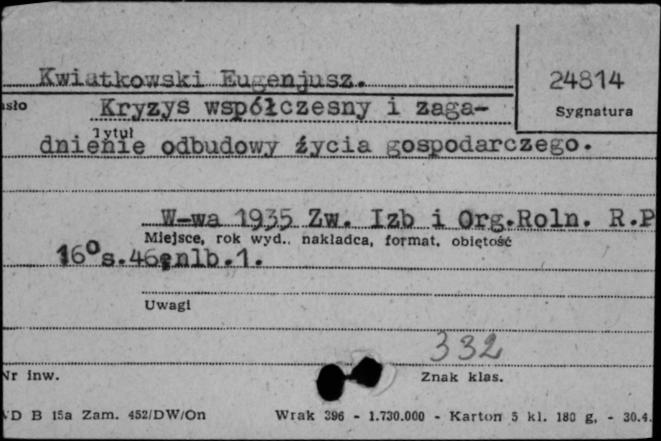 Kwiatkowski Eugenjusz.
24814
Sygnatura
asło
Kryzys współczesny i zaga-
Tytuł
dnienie odbudowy życia gospodarczego.
W-wa 1935 Zw. Izb i Org.Roln. R.P
Miejsce, rok wyd., nakładca, format, objętość
16° s.46,nlb.1.
Uwagi
332
Nr inw.
Znak klas.
VD B 15a Zam. 452/DW/On Wrak 396 - 1.730.000 - Karton 5 kl. 180 g. - 30.4.